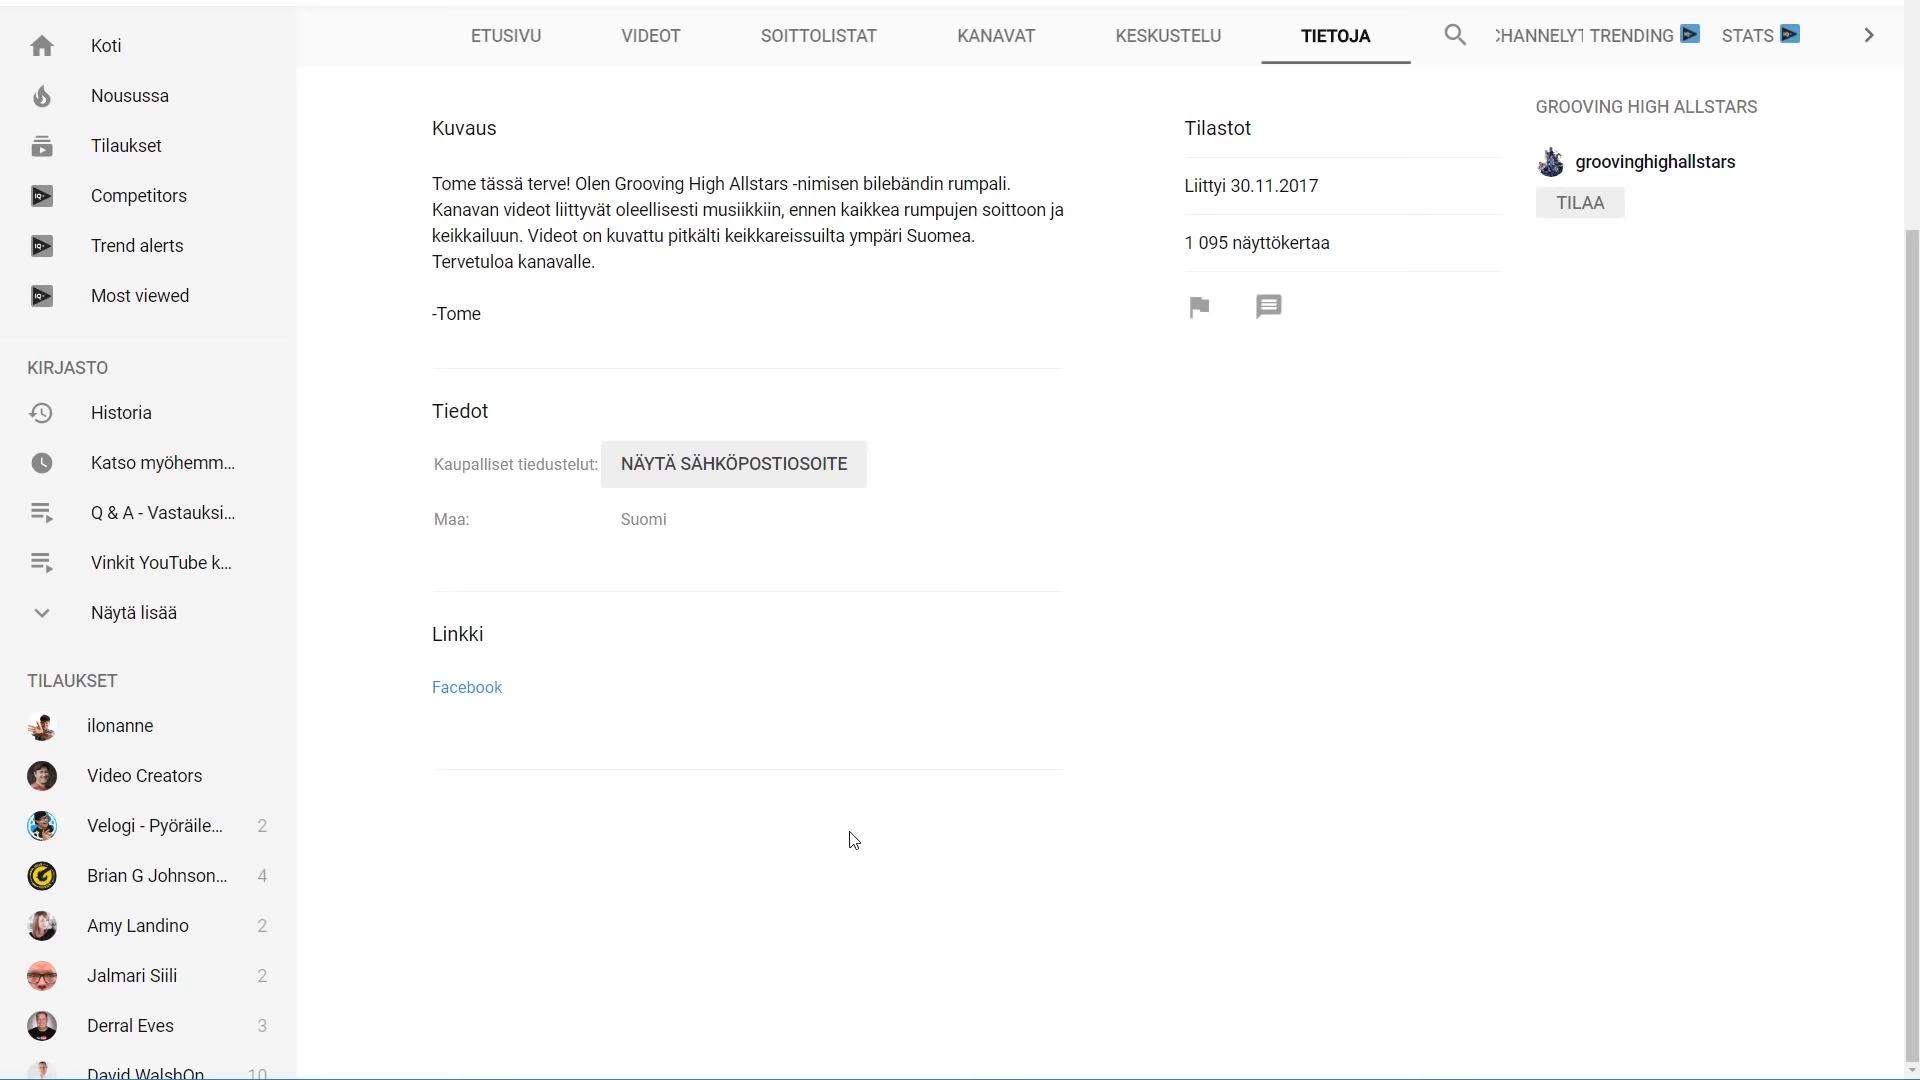 Koti
Nousussa
Tilaukset
Competitors
Trend alerts
Most viewed
KIRJASTO
Historia
Katso myöhemm...
Q & A - Vastauksi...
Vinkit YouTube k...
Näytä lisää
TILAUKSET
ilonanne
Video Creators
Velogi - Pyöräile... 2
Brian G Johnson... 4
Amy Landino 2
Jalmari Siili 2
Derral Eves 3
David WalshOn 10
ETUSIVU VIDEOT SOITTOLISTAT KANAVAT KESKUSTELU TIETOJA CHANNELYT TRENDING STATS
Kuvaus
Tome tässä terve! Olen Grooving High Allstars -nimisen bilebändin rumpali.
Kanavan videot liittyvät oleellisesti musiikkiin, ennen kaikkea rumpujen soittoon ja
keikkailuun. Videot on kuvattu pitkälti keikkareissuilta ympäri Suomea.
Tervetuloa kanavalle.
-Tome
Tiedot
Kaupalliset tiedustelut: NÄYTÄ SÄHKÖPOSTIOSOITE
Maa: Suomi
Linkki
Facebook
Tilastot
Liittyi 30.11.2017
1 095 näyttökertaa
GROOVING HIGH ALLSTARS
groovinghighallstars
TILAA